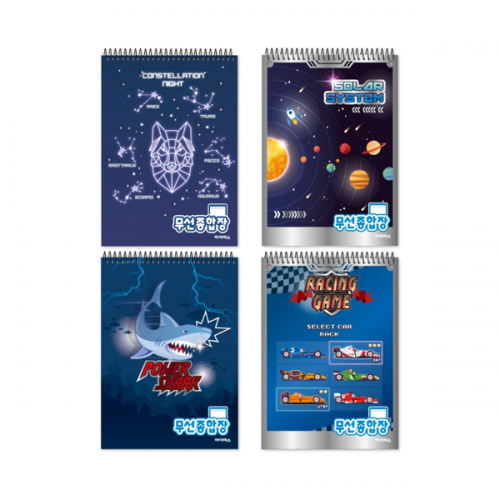 CONSTELLATION
NIGHT
ARIES
TAURUS
SAGITTARIUS
PISCES
SCORPIO
AQUARIUS
무선종합장
SOLAR
SYSTEM
무선종합장
POWER
SHARK
무선종합장
RACING
GAME
SELECT CAR
BACK
무선종합장